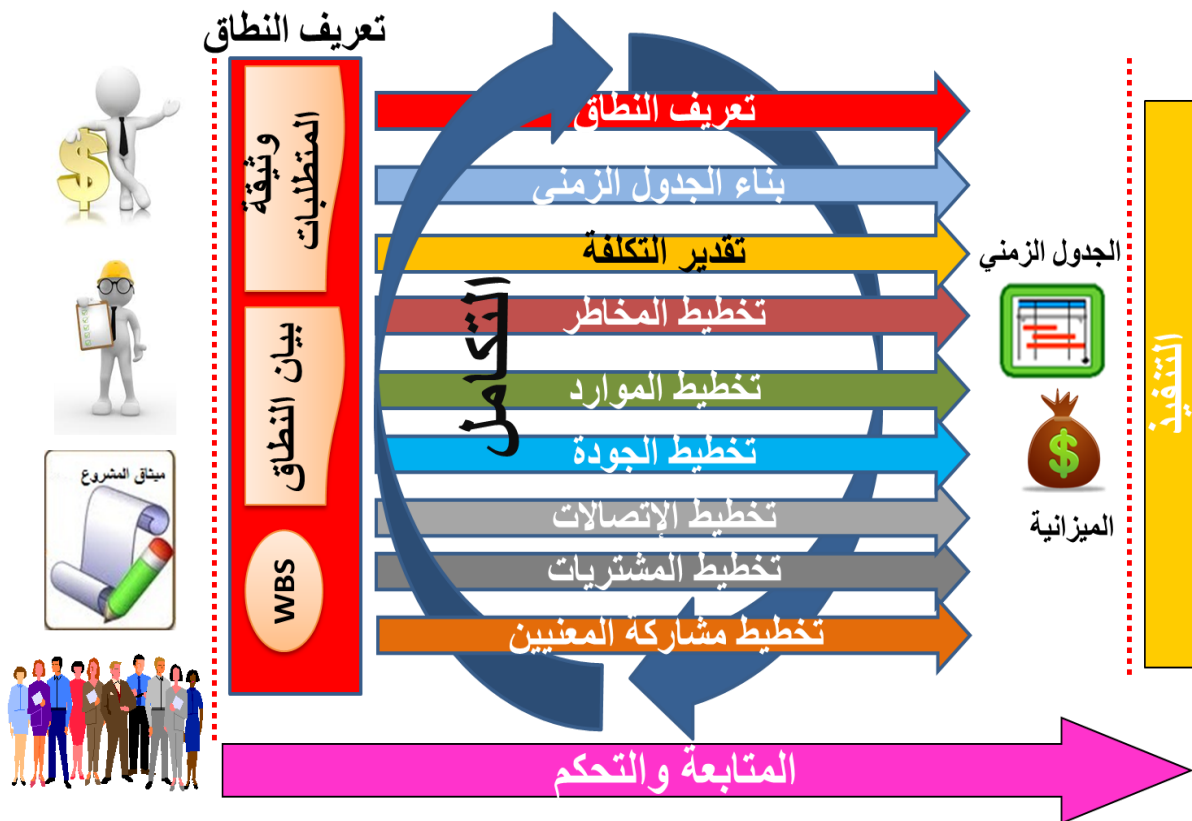 تعريف النطاق
وثيقة
المتطلبات
بيان النطاق
WBS
ميثاق المشروع
تعريف النطاق
بناء الجدول الزمني
تقدير التكلفة
تخطيط المخاطر
تخطيط الموارد
تخطيط الجودة
تخطيط الإتصالات
تخطيط المشتريات
تخطيط مشاركة المعنيين
التكامل
الجدول الزمني
الميزانية
التنفيذ
المتابعة والتحكم